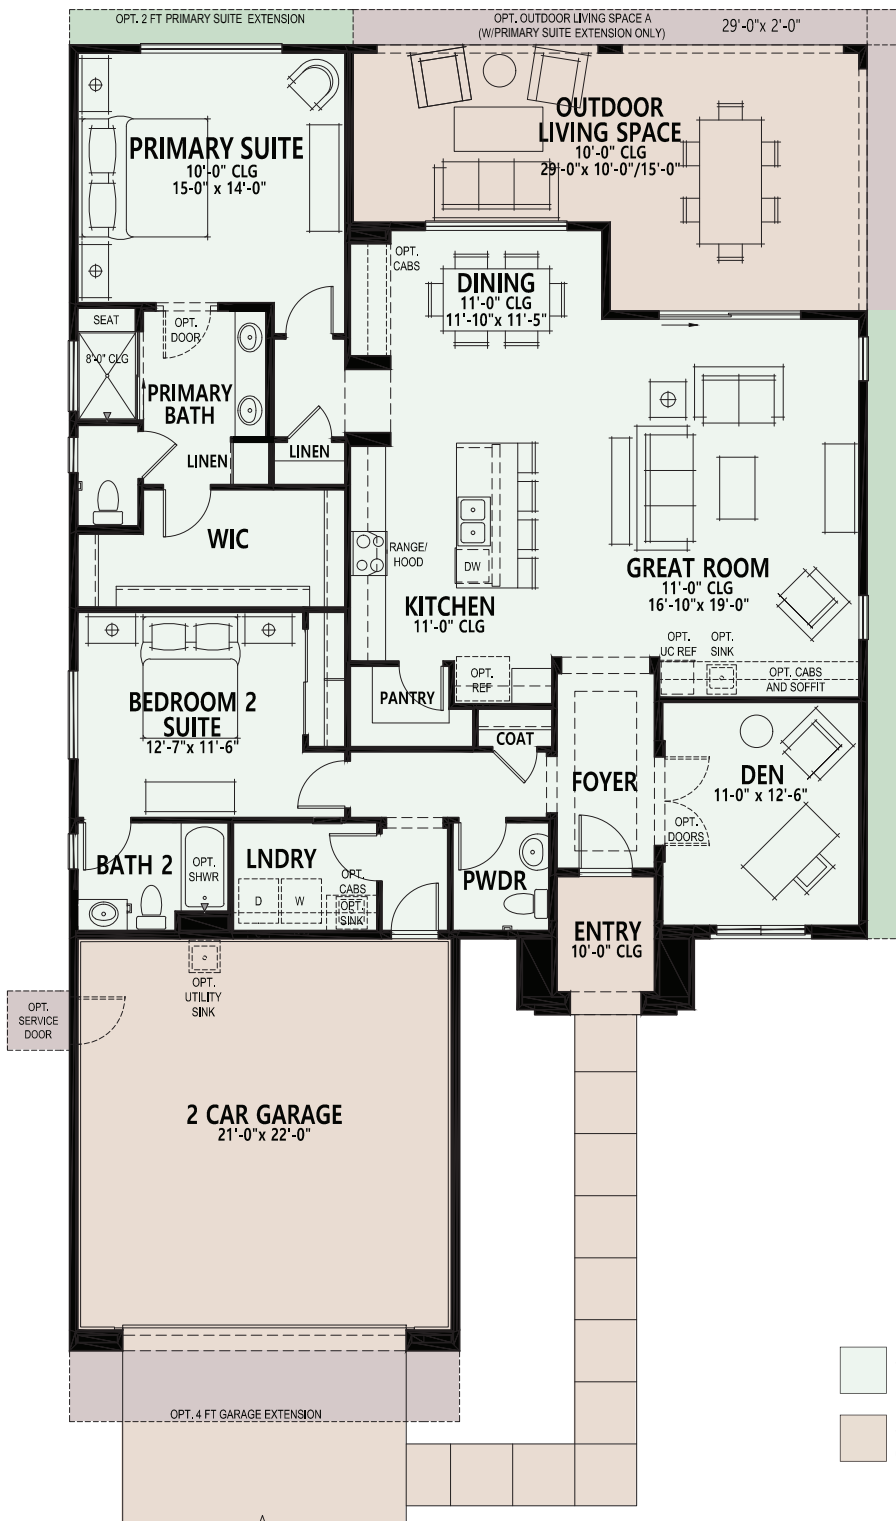 OPT. 2 FT PRIMARY SUITE EXTENSION
OPT. OUTDOOR LIVING SPACE A
(W/PRIMARY SUITE EXTENSION ONLY)
29'-0"x 2'-0"
OUTDOOR
LIVING SPACE
10'-0" CLG
29'-0"x 10'-0"/15'-0"
PRIMARY SUITE
10'-0" CLG
15-0" x 14'-0"
OPT.
CABS
DINING
11'-0" CLG
11'-10"x 11'-5"
SEAT
8'-0" CLG
OPT.
DOOR
PRIMARY
BATH
LINEN
LINEN
WIC
RANGE/
HOOD
DW
KITCHEN
11'-0" CLG
GREAT ROOM
11'-0" CLG
16'-10"x 19'-0"
OPT.
UC REF
OPT.
SINK
OPT. CABS
AND SOFFIT
OPT.
REF
PANTRY
BEDROOM 2
SUITE
12'-7"x 11'-6"
COAT
FOYER
DEN
11-0" x 12'-6"
OPT.
DOORS
BATH 2
OPT.
SHWR
LNDRY
D
W
OPT.
CABS
OPT.
SINK
PWDR
ENTRY
10'-0" CLG
OPT.
UTILITY
SINK
OPT.
SERVICE
DOOR
2 CAR GARAGE
21'-0"x 22'-0"
OPT. 4 FT GARAGE EXTENSION